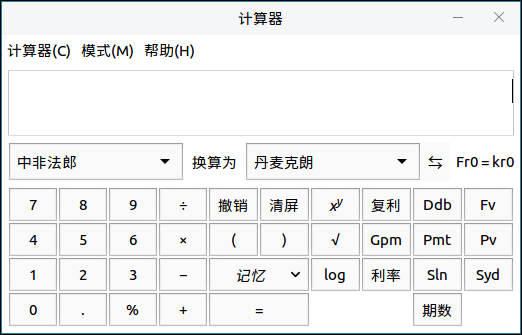 计算器
计算器(C) 模式(M) 帮助(H)
中非法郎 换算为 丹麦克朗 ⇆ Fr0 = kr0
7 8 9 ÷ 撤销 清屏 xʸ 复利 Ddb Fv
4 5 6 × ( ) √ Gpm Pmt Pv
1 2 3 − 记忆 log 利率 Sln Syd
0 . % + = 期数